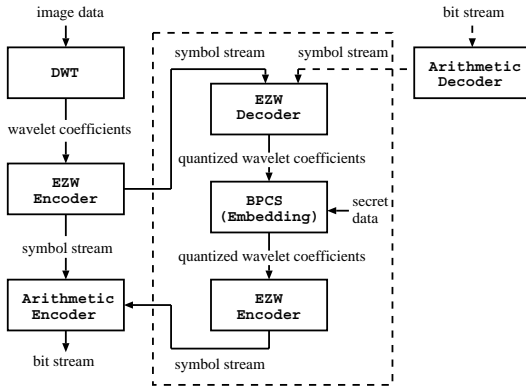 image data
bit stream
symbol stream
symbol stream
DWT
Arithmetic
Decoder
EZW
Decoder
wavelet coefficients
quantized wavelet coefficients
EZW
Encoder
BPCS
(Embedding)
secret
data
symbol stream
quantized wavelet coefficients
Arithmetic
Encoder
EZW
Encoder
bit stream
symbol stream